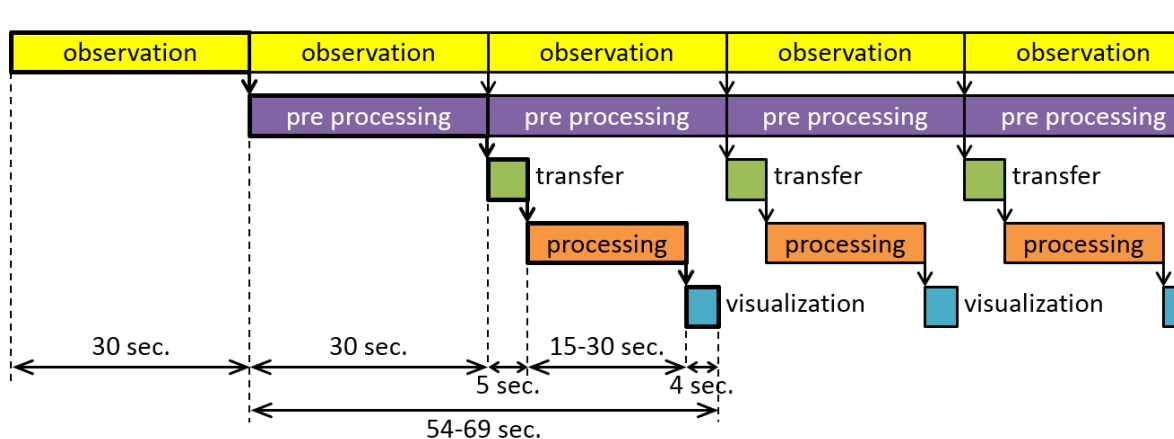 observation observation observation observation observation
pre processing pre processing pre processing pre processing
transfer transfer transfer
processing processing processing
visualization visualization
30 sec. 30 sec. 15-30 sec.
5 sec. 4 sec.
54-69 sec.